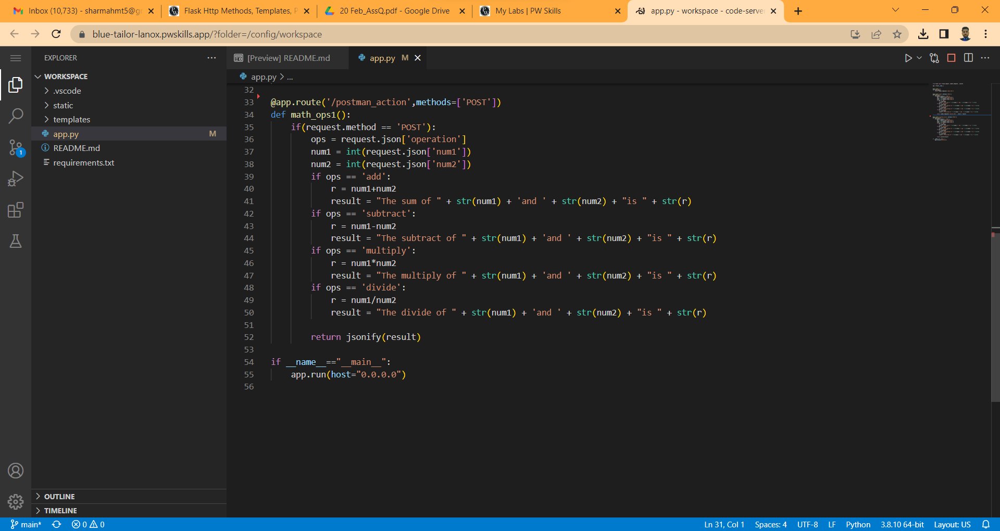 Inbox (10,733) - sharmahmt5@g
Flask Http Methods, Templates,
20 Feb_AssQ.pdf - Google Drive
My Labs | PW Skills
app.py - workspace - code-server
blue-tailor-lanox.pwskills.app/?folder=/config/workspace
EXPLORER
WORKSPACE
.vscode
static
templates
app.py M
README.md
requirements.txt
OUTLINE
TIMELINE
1
[Preview] README.md
app.py M
app.py > ...
32
33 @app.route('/postman_action',methods=['POST'])
34 def math_ops1():
35 if(request.method == 'POST'):
36 ops = request.json['operation']
37 num1 = int(request.json['num1'])
38 num2 = int(request.json['num2'])
39 if ops == 'add':
40 r = num1+num2
41 result = "The sum of " + str(num1) + 'and ' + str(num2) + "is " + str(r)
42 if ops == 'subtract':
43 r = num1-num2
44 result = "The subtract of " + str(num1) + 'and ' + str(num2) + "is " + str(r)
45 if ops == 'multiply':
46 r = num1*num2
47 result = "The multiply of " + str(num1) + 'and ' + str(num2) + "is " + str(r)
48 if ops == 'divide':
49 r = num1/num2
50 result = "The divide of " + str(num1) + 'and ' + str(num2) + "is " + str(r)
51
52 return jsonify(result)
53
54 if __name__=="__main__":
55 app.run(host="0.0.0.0")
56
main* 0 0
Ln 31, Col 1 Spaces: 4 UTF-8 LF Python 3.8.10 64-bit Layout: US